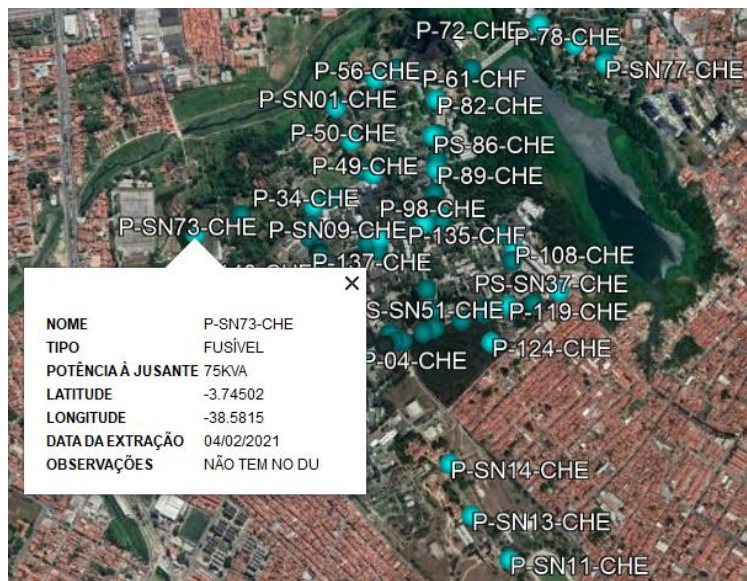 P-72-CHE
P-78-CHE
P-56-CHE
P-61-CHF
P-SN77-CHE
P-SN01-CHE
P-82-CHE
P-50-CHE
PS-86-CHE
P-49-CHE
P-89-CHE
P-34-CHE
P-98-CHE
P-SN73-CHE
P-SN09-CHE
P-135-CHF
P-137-CHE
P-108-CHE
PS-SN37-CHE
S-SN51-CHE
P-119-CHE
P-04-CHE
P-124-CHE
NOME P-SN73-CHE
TIPO FUSÍVEL
POTÊNCIA À JUSANTE 75KVA
LATITUDE -3.74502
LONGITUDE -38.5815
DATA DA EXTRAÇÃO 04/02/2021
OBSERVAÇÕES NÃO TEM NO DU
P-SN14-CHE
P-SN13-CHE
P-SN11-CHE